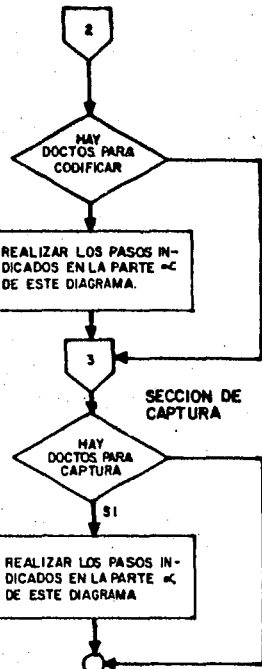 2
HAY
DOCTOS. PARA
CODIFICAR
REALIZAR LOS PASOS IN-
DICADOS EN LA PARTE ∝
DE ESTE DIAGRAMA.
3
SECCION DE
CAPTURA
HAY
DOCTOS PARA
CAPTURA
SI
REALIZAR LOS PASOS IN-
DICADOS EN LA PARTE ∝
DE ESTE DIAGRAMA